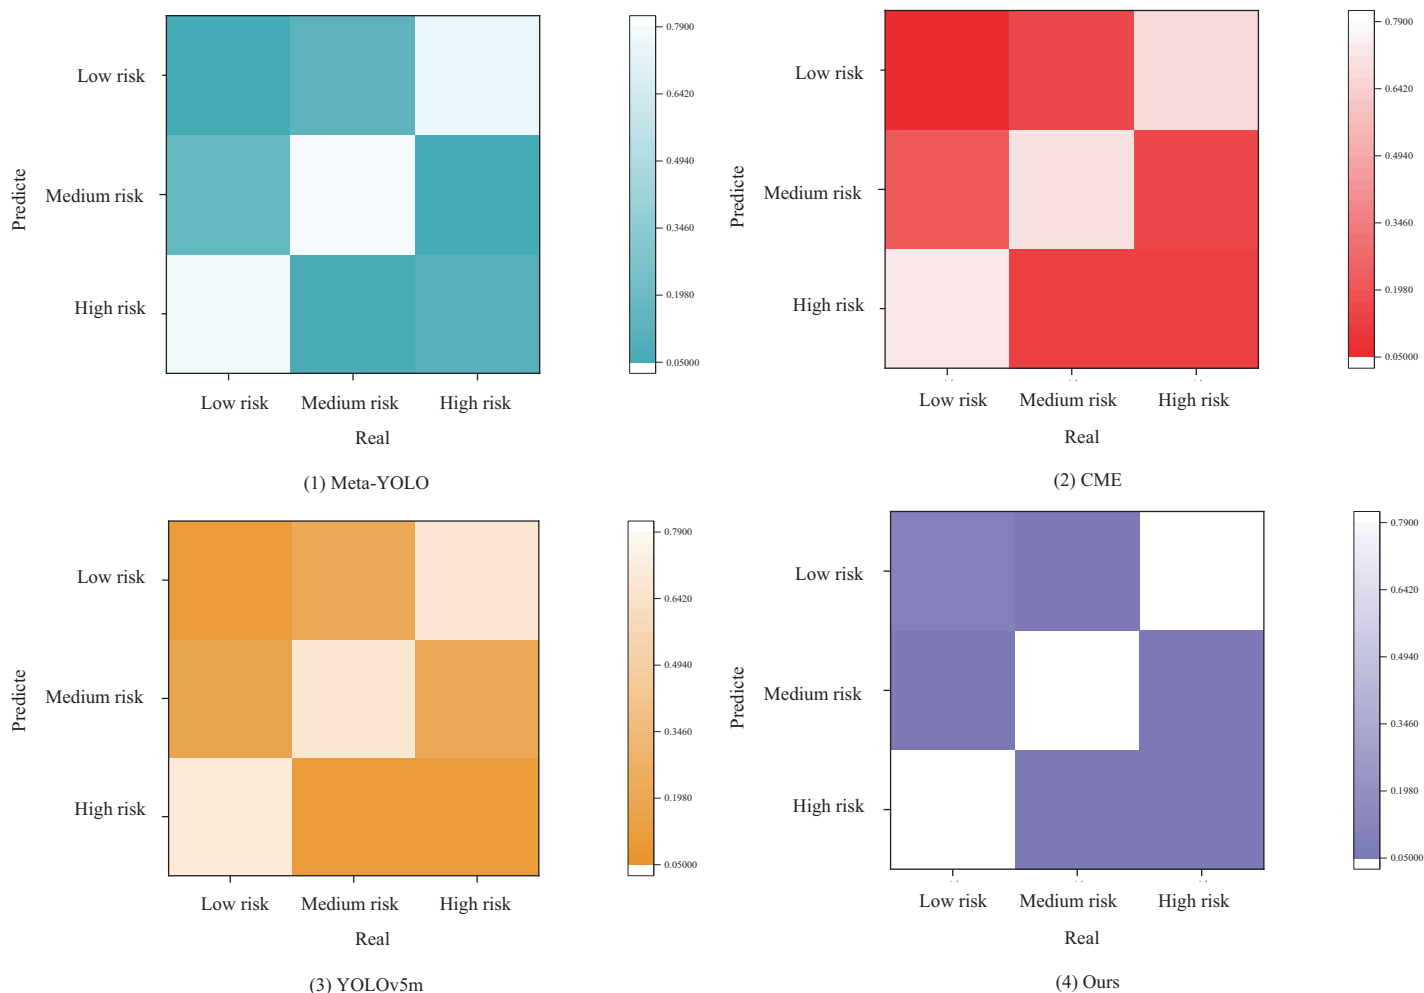 Predicte
Low risk
Medium risk
High risk
Low risk Medium risk High risk
Real
0.7900
0.6420
0.4940
0.3460
0.1980
0.05000
(1) Meta-YOLO
Predicte
Low risk
Medium risk
High risk
Low risk Medium risk High risk
Real
0.7900
0.6420
0.4940
0.3460
0.1980
0.05000
(2) CME
Predicte
Low risk
Medium risk
High risk
Low risk Medium risk High risk
Real
0.7900
0.6420
0.4940
0.3460
0.1980
0.05000
(3) YOLOv5m
Predicte
Low risk
Medium risk
High risk
Low risk Medium risk High risk
Real
0.7900
0.6420
0.4940
0.3460
0.1980
0.05000
(4) Ours